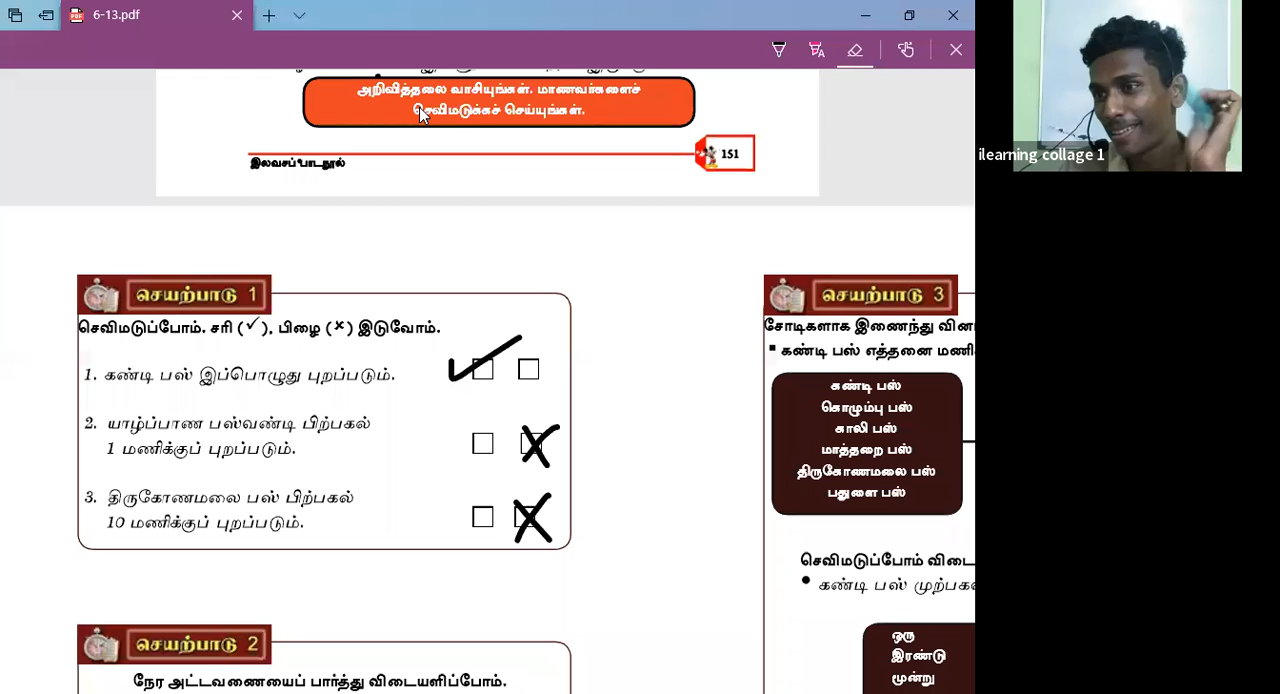 6-13.pdf
அறிவித்தலை வாசியுங்கள். மாணவர்களைச்
செவிமடுக்கச் செய்யுங்கள்.
இலவசப் பாடநூல்
151
ilearning collage 1
செயற்பாடு 1
செவிமடுப்போம். சரி (✓), பிழை (×) இடுவோம்.
1. கண்டி பஸ் இப்பொழுது புறப்படும்.
2. யாழ்ப்பாண பஸ்வண்டி பிற்பகல்
1 மணிக்குப் புறப்படும்.
3. திருகோணமலை பஸ் பிற்பகல்
10 மணிக்குப் புறப்படும்.
செயற்பாடு 2
நேர அட்டவணையைப் பார்த்து விடையளிப்போம்.
செயற்பாடு 3
சோடிகளாக இணைந்து வின
கண்டி பஸ் எத்தனை மணி
கண்டி பஸ்
கொழும்பு பஸ்
காலி பஸ்
மாத்தறை பஸ்
திருகோணமலை பஸ்
பதுளை பஸ்
செவிமடுப்போம் விடை
கண்டி பஸ் முற்பக
ஒரு
இரண்டு
மூன்று